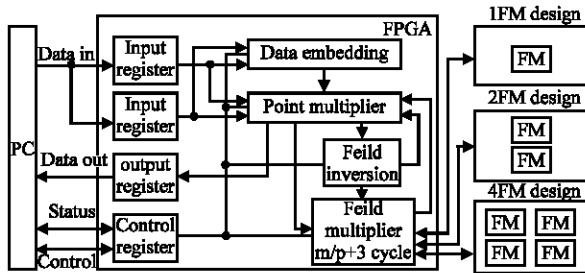 FPGA
1FM design
Data in
Input
register
Data embedding
FM
Input
register
Point multiplier
2FM design
FM
FM
PC
Data out
output
register
Feild
inversion
4FM design
Status
Control
register
Feild
multiplier
m/p+3 cycle
FM FM
FM FM
Control